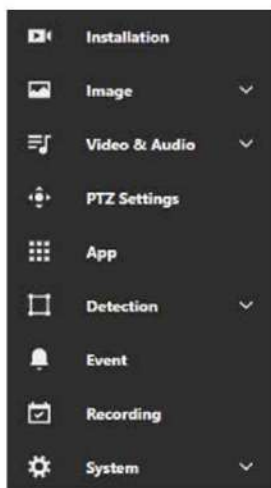 Installation
Image
Video & Audio
PTZ Settings
App
Detection
Event
Recording
System